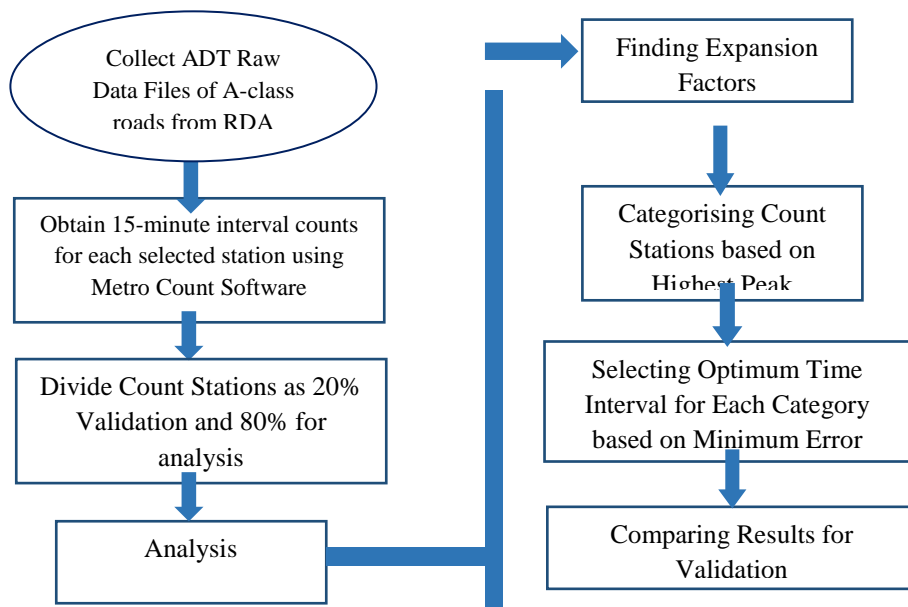 Collect ADT Raw
Data Files of A-class
roads from RDA
Obtain 15-minute interval counts
for each selected station using
Metro Count Software
Divide Count Stations as 20%
Validation and 80% for
analysis
Analysis
Finding Expansion
Factors
Categorising Count
Stations based on
Highest Peak
Selecting Optimum Time
Interval for Each Category
based on Minimum Error
Comparing Results for
Validation